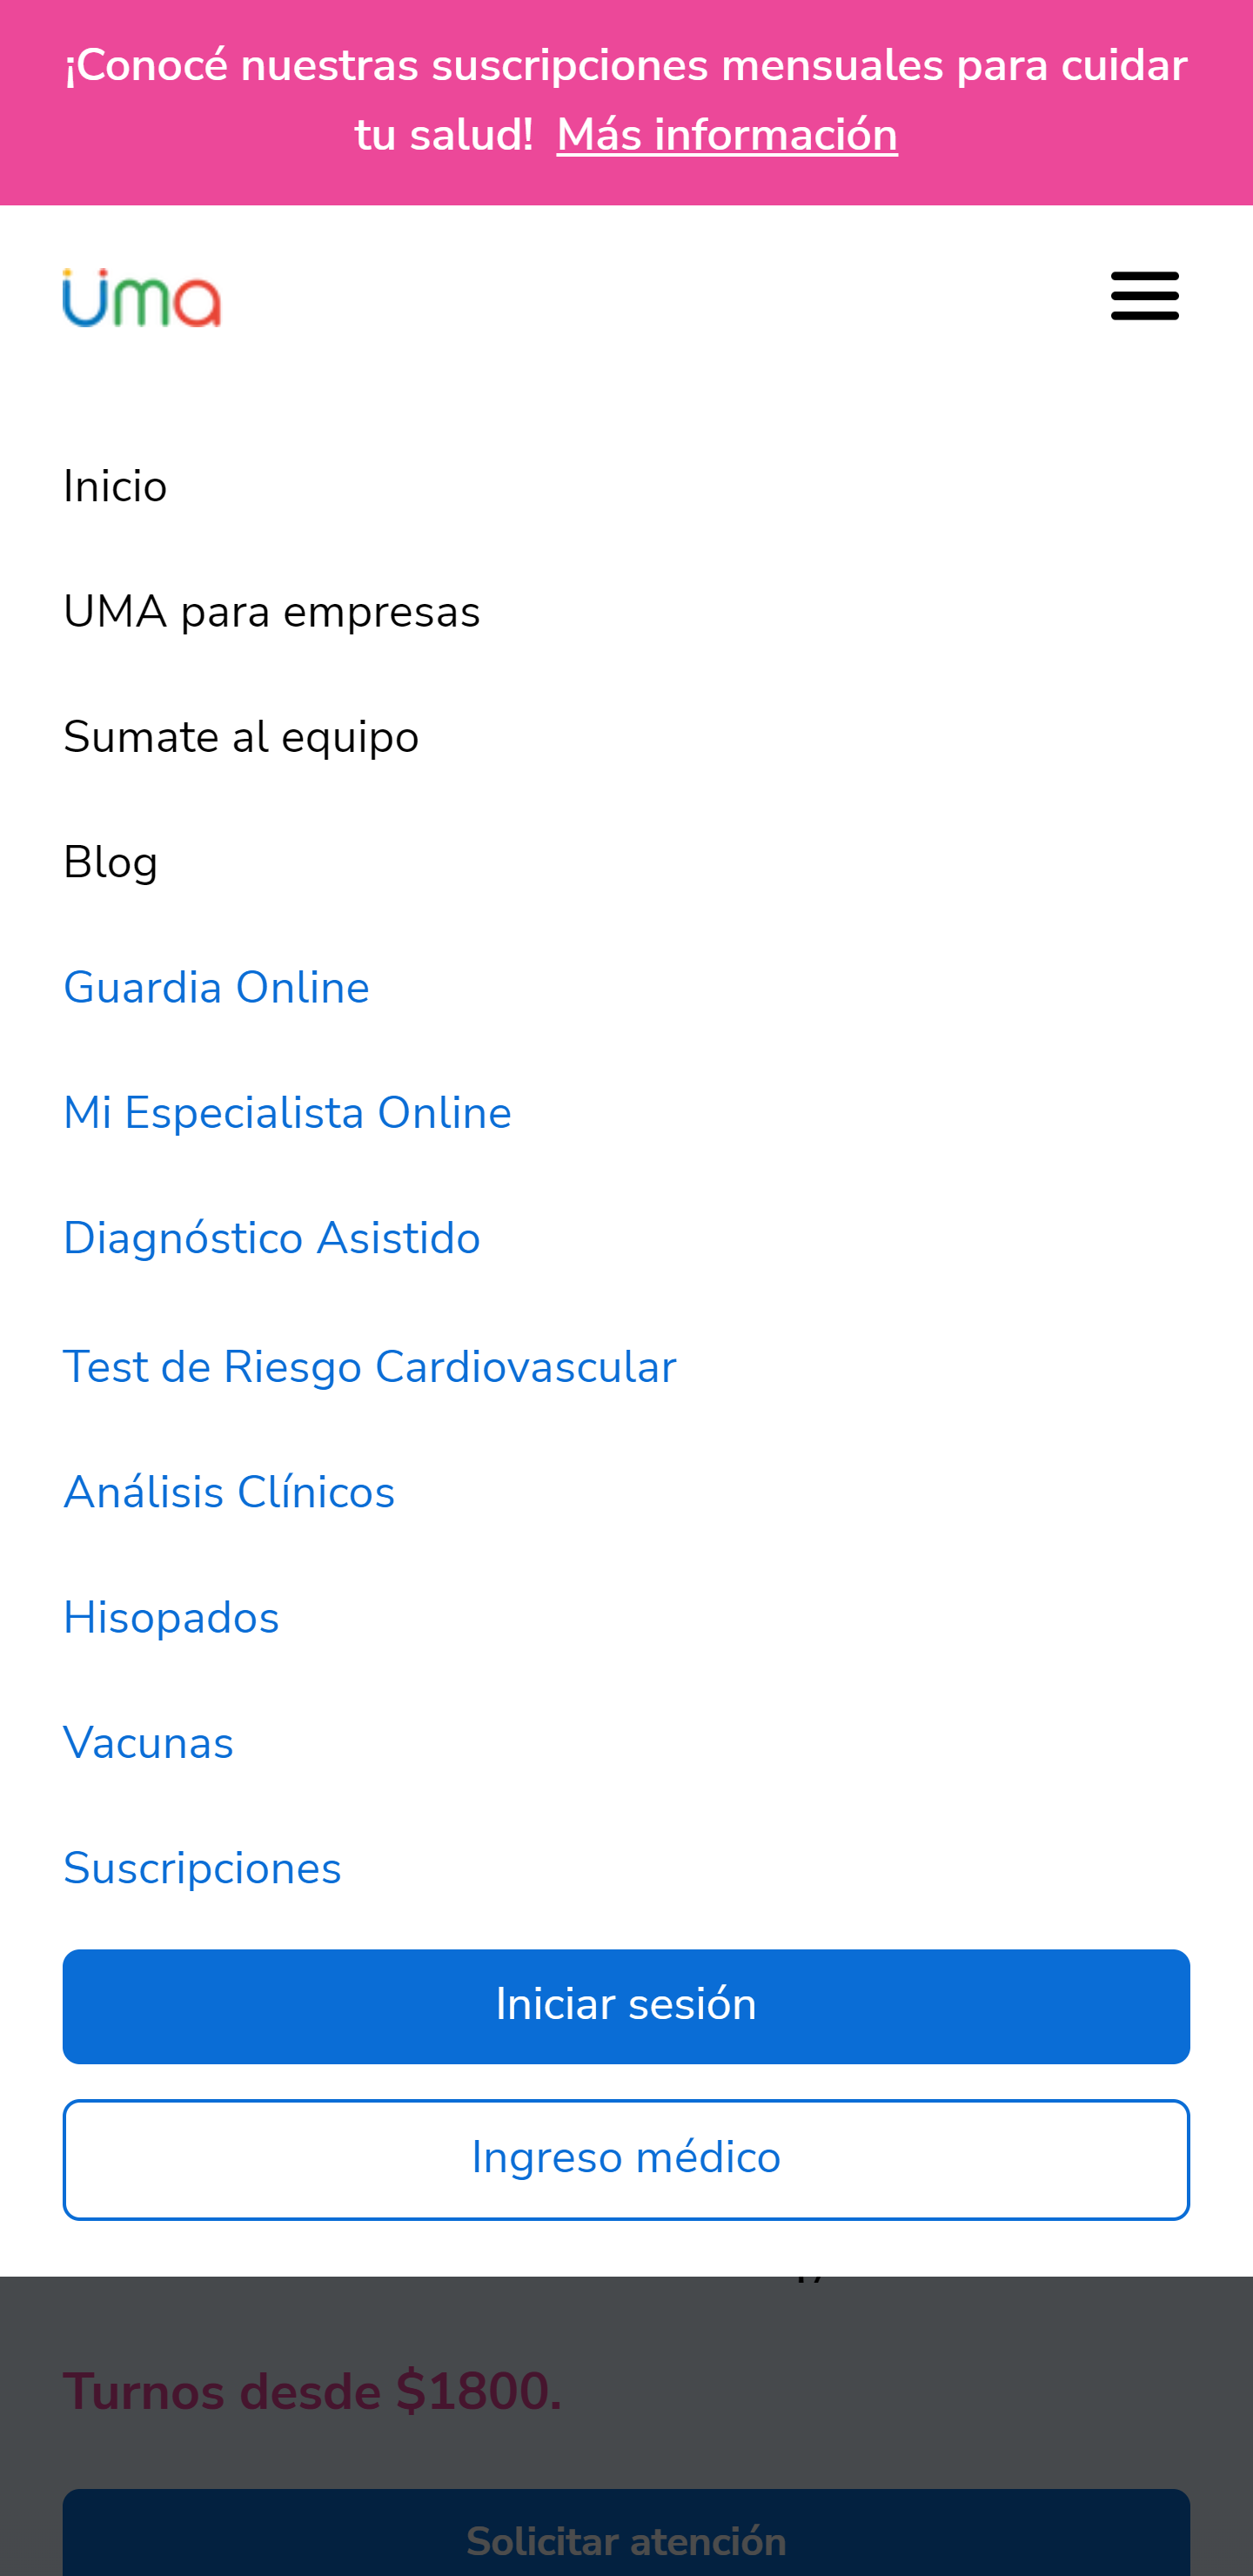 ¡Conocé nuestras suscripciones mensuales para cuidar
tu salud! Más información
uma
Inicio
UMA para empresas
Sumate al equipo
Blog
Guardia Online
Mi Especialista Online
Diagnóstico Asistido
Test de Riesgo Cardiovascular
Análisis Clínicos
Hisopados
Vacunas
Suscripciones
Iniciar sesión
Ingreso médico
Turnos desde $1800.
Solicitar atención